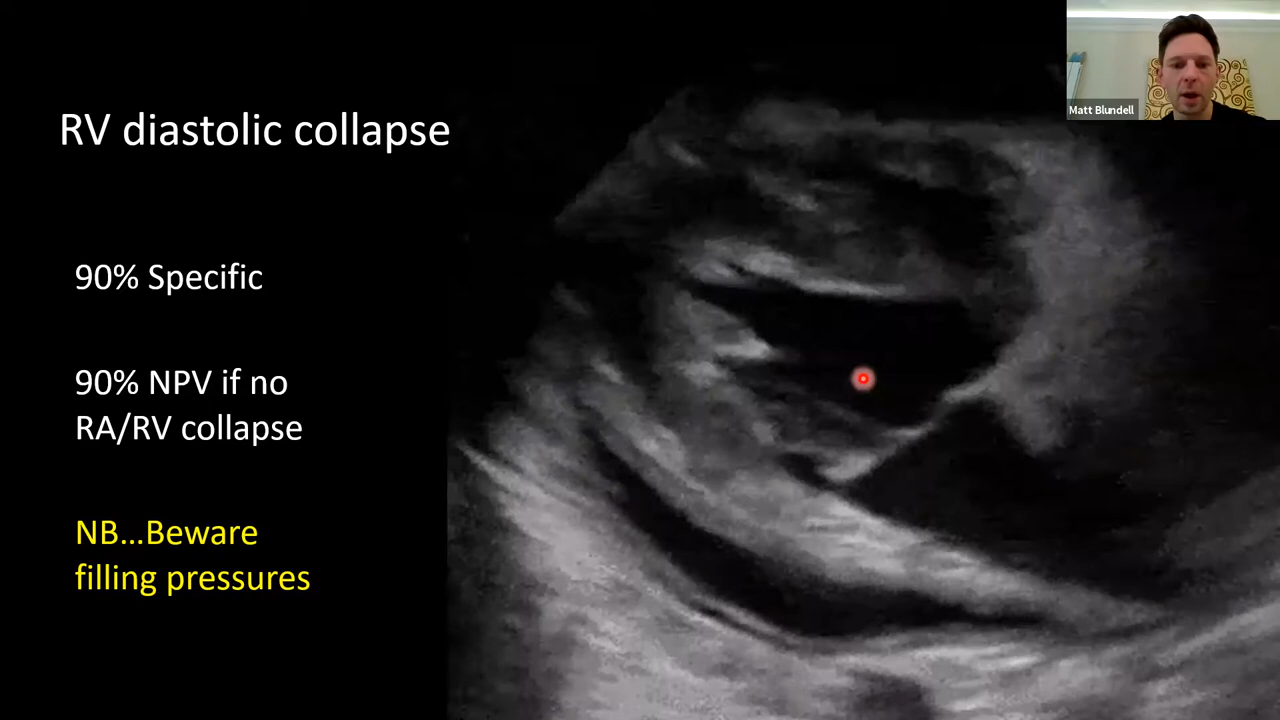 Matt Blundell
RV diastolic collapse
90% Specific
90% NPV if no
RA/RV collapse
NB...Beware
filling pressures